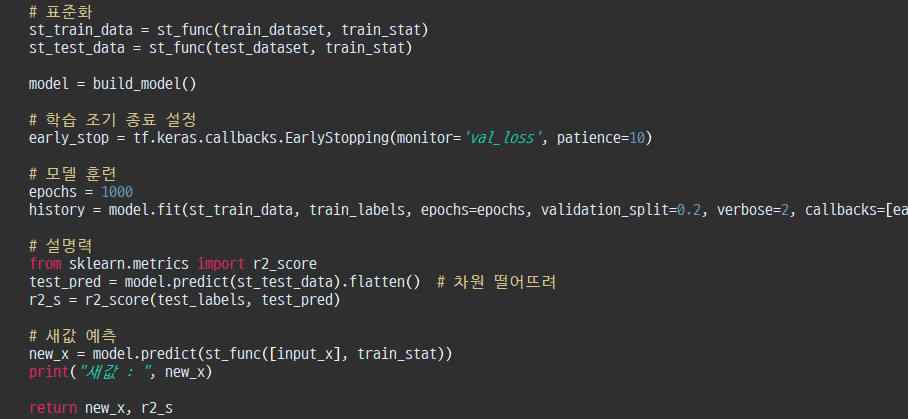 # 표준화
st_train_data = st_func(train_dataset, train_stat)
st_test_data = st_func(test_dataset, train_stat)
model = build_model()
# 학습 조기 종료 설정
early_stop = tf.keras.callbacks.EarlyStopping(monitor='val_loss', patience=10)
# 모델 훈련
epochs = 1000
history = model.fit(st_train_data, train_labels, epochs=epochs, validation_split=0.2, verbose=2, callbacks=[ea
# 설명력
from sklearn.metrics import r2_score
test_pred = model.predict(st_test_data).flatten()  # 차원 떨어뜨려
r2_s = r2_score(test_labels, test_pred)
# 새값 예측
new_x = model.predict(st_func([input_x], train_stat))
print("새값 : ", new_x)
return new_x, r2_s